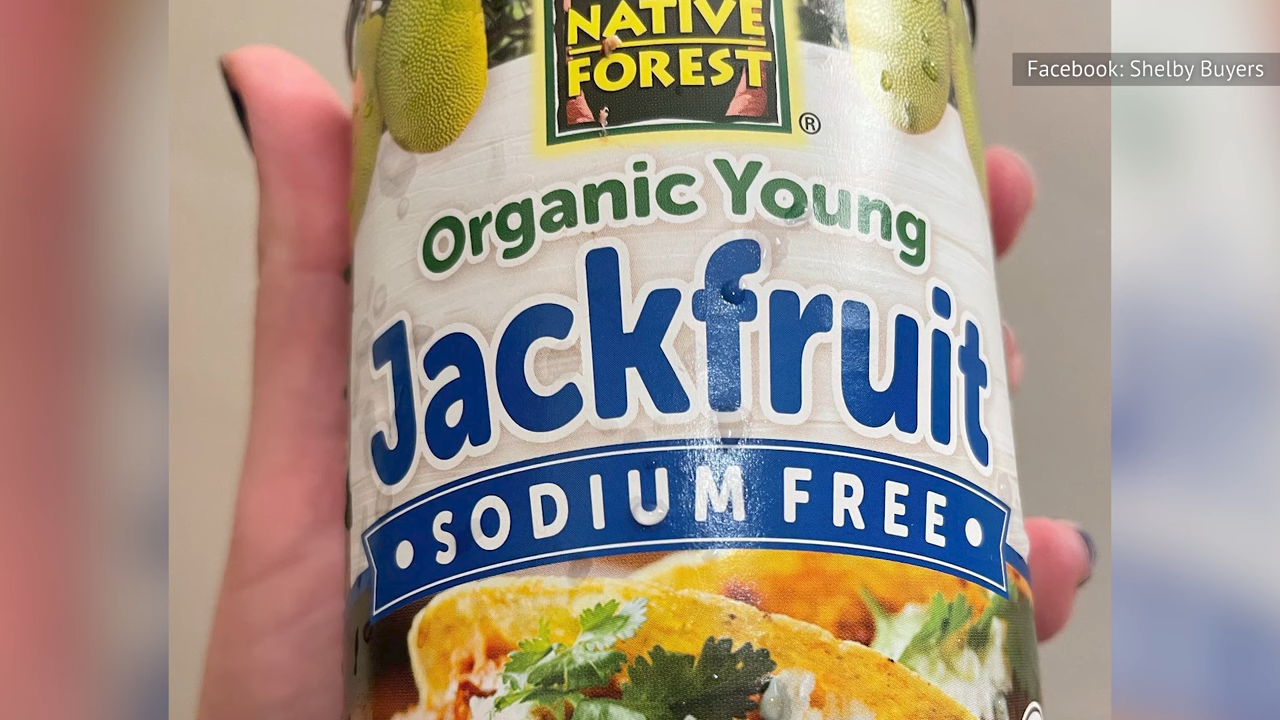 NATIVE
FOREST
®
Facebook: Shelby Buyers
Organic Young
Jackfruit
• SODIUM FREE •